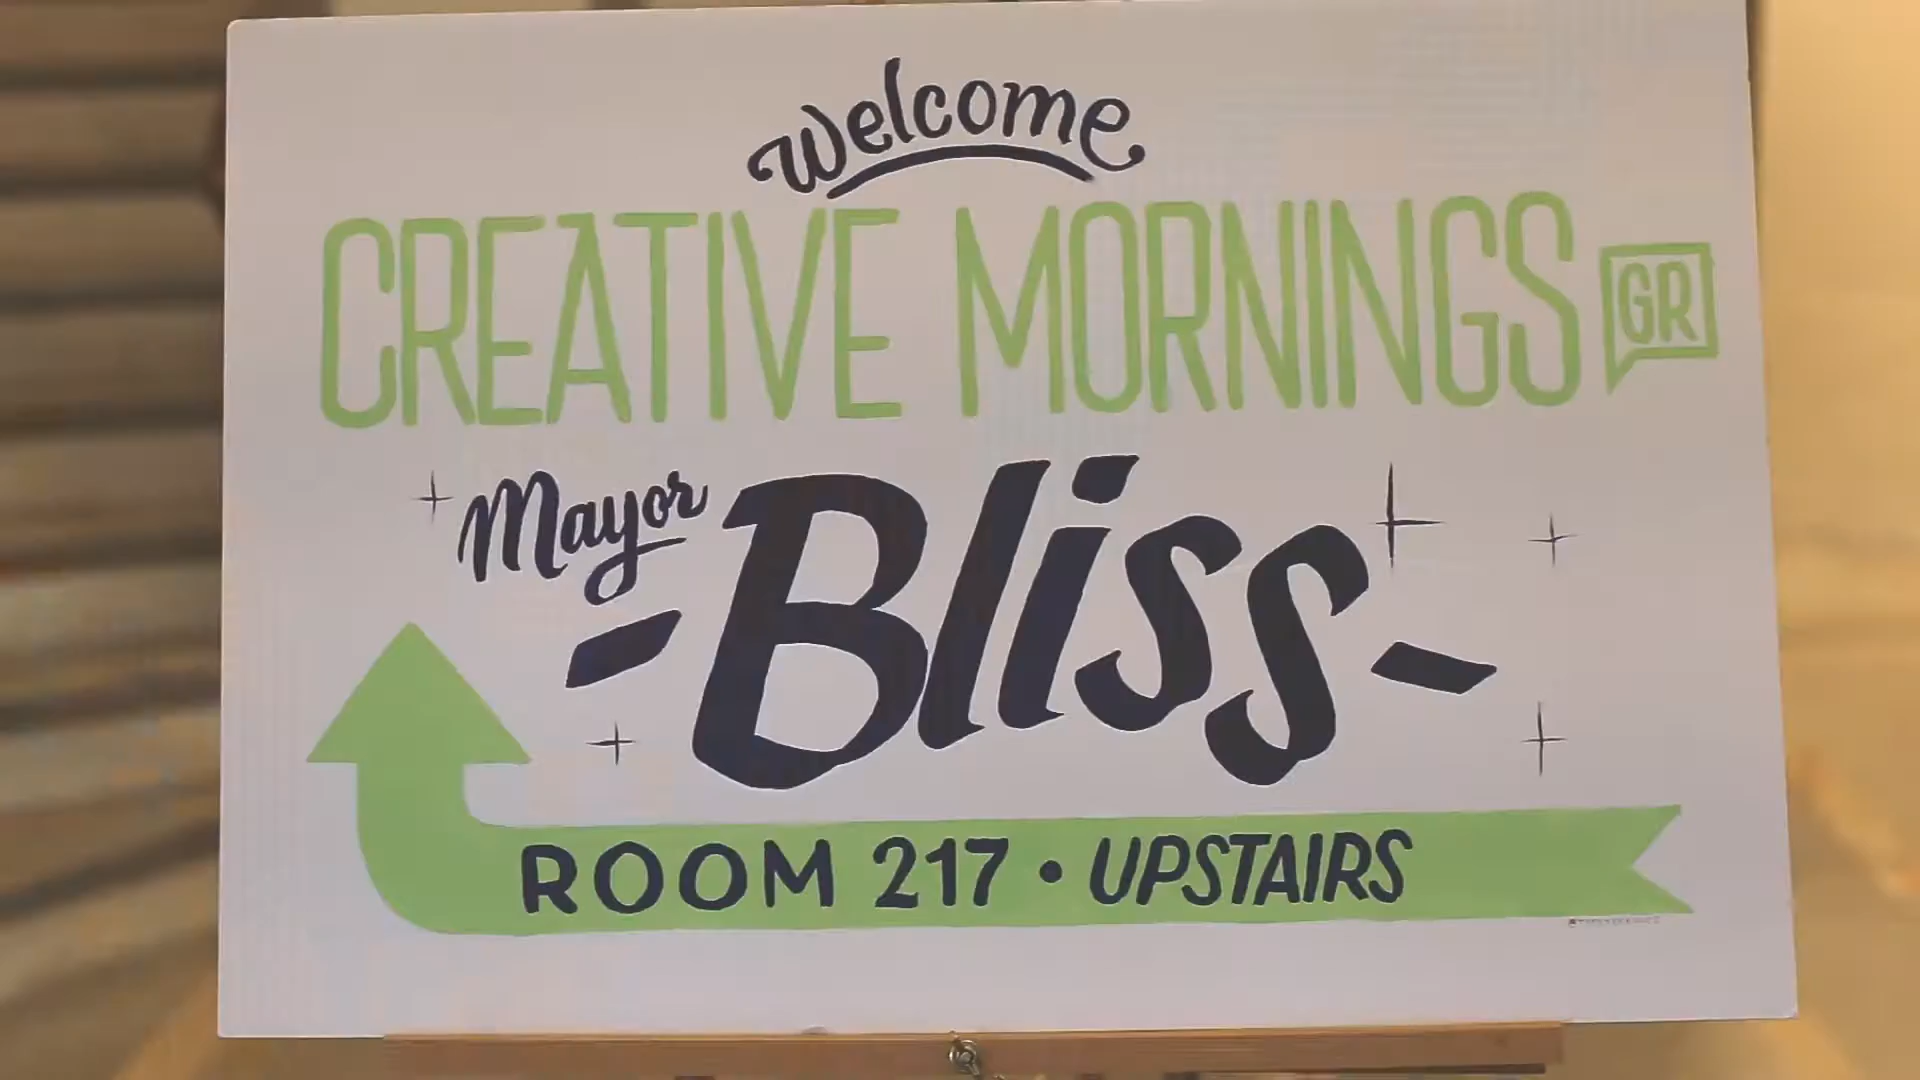 Welcome
CREATIVE MORNINGS GR
Mayor
Bliss
ROOM 217 • UPSTAIRS